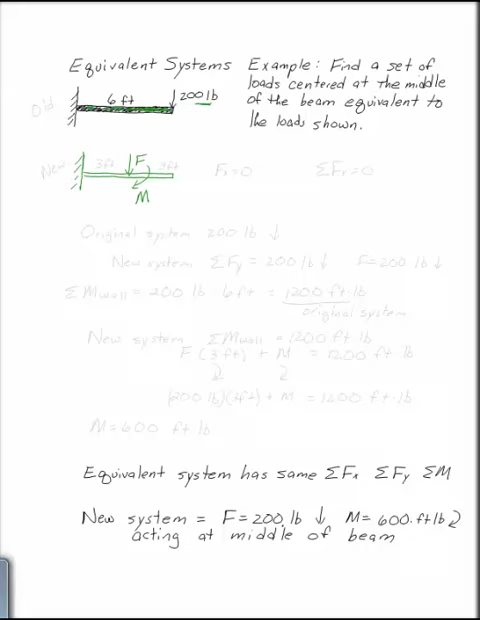 Equivalent Systems
Example: Find a set of
loads centered at the middle
of the beam equivalent to
the loads shown.
Old
6 ft
200 lb
New
3ft
F
3ft
M
Fx=0
ΣFx=0
Original system 200 lb ↓
New system ΣFy = 200 lb ↓ F=200 lb ↓
ΣMwall = 200 lb · 6 ft = 1200 ft·lb
original system
New system ΣMwall = 1200 ft lb
F (3 ft) + M = 1200 ft lb
(200 lb)(3ft) + M = 1200 ft·lb
M=600 ft lb
Equivalent system has same ΣFx ΣFy ΣM
New system = F=200. lb ↓ M=600. ft lb ↻
acting at middle of beam